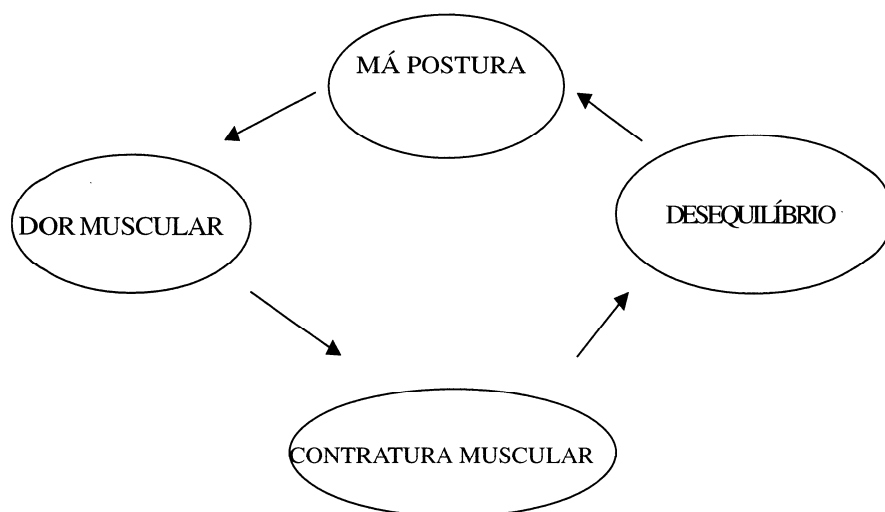 MÁ POSTURA
DOR MUSCULAR
DESEQUILÍBRIO
CONTRATURA MUSCULAR